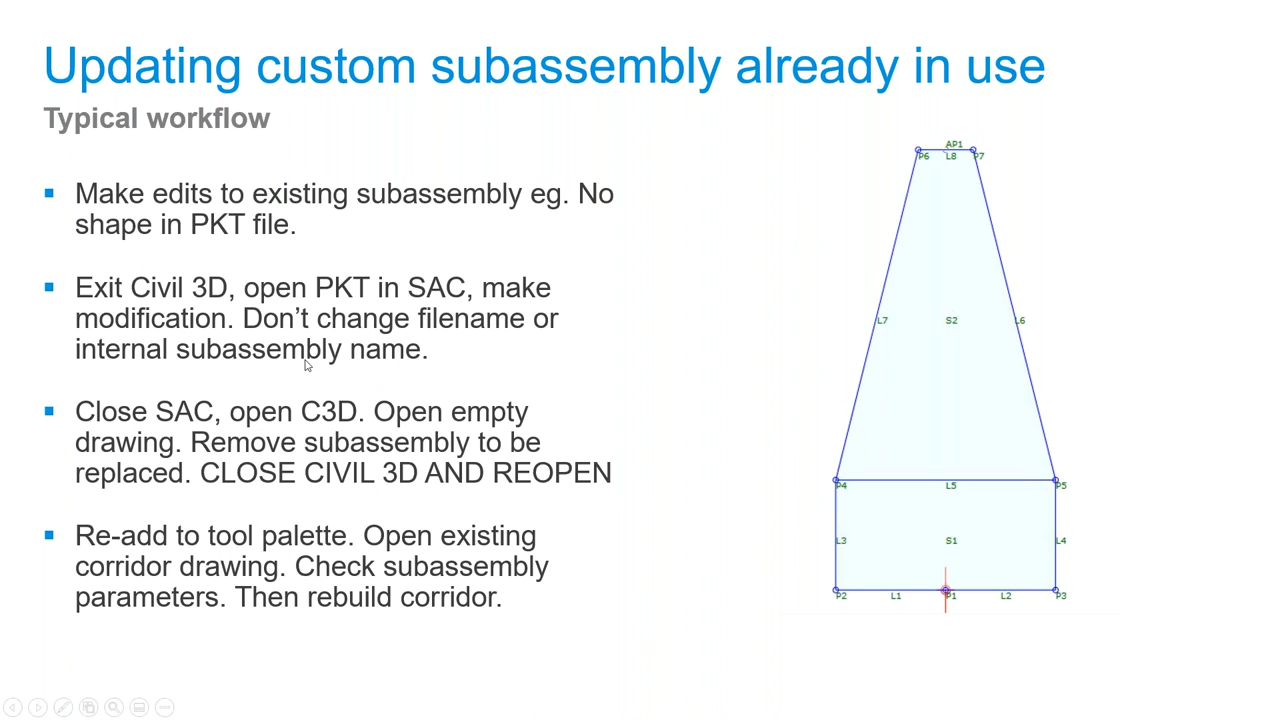 Updating custom subassembly already in use
Typical workflow
Make edits to existing subassembly eg. No
shape in PKT file.
Exit Civil 3D, open PKT in SAC, make
modification. Don’t change filename or
internal subassembly name.
Close SAC, open C3D. Open empty
drawing. Remove subassembly to be
replaced. CLOSE CIVIL 3D AND REOPEN
Re-add to tool palette. Open existing
corridor drawing. Check subassembly
parameters. Then rebuild corridor.
AP1
P6 L8 P7
L7 S2 L6
P4 L5 P5
L3 S1 L4
P2 L1 P1 L2 P3